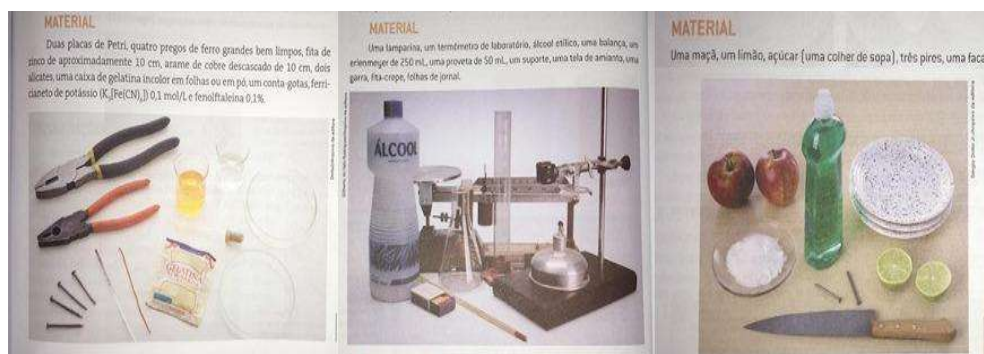 MATERIAL
Duas placas de Petri, quatro pregos de ferro grandes bem limpos, fita de
zinco de aproximadamente 10 cm, arame de cobre descascado de 10 cm, dois
alicates, uma caixa de gelatina incolor em folhas ou em pó, um conta-gotas, ferri-
cianeto de potássio (K₃[Fe(CN)₆]) 0,1 mol/L e fenolftaleína 0,1%.
GELATINA
MATERIAL
Uma lamparina, um termômetro de laboratório, álcool etílico, uma balança, um
erlenmeyer de 250 mL, uma proveta de 50 mL, um suporte, uma tela de amianto, uma
garra, fita-crepe, folhas de jornal.
ÁLCOOL
MATERIAL
Uma maçã, um limão, açúcar (uma colher de sopa), três pires, uma faca